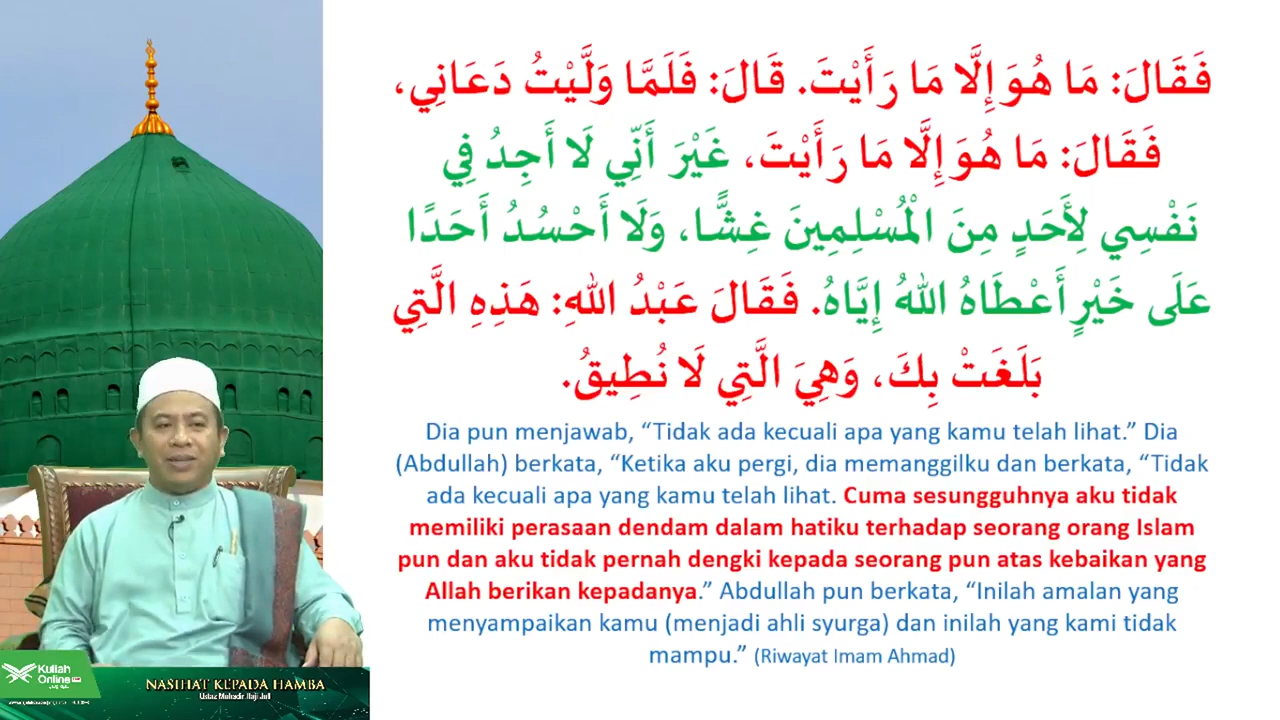 فَقَالَ: مَا هُوَ إِلَّا مَا رَأَيْتَ. قَالَ: فَلَمَّا وَلَّيْتُ دَعَانِي،
فَقَالَ: مَا هُوَ إِلَّا مَا رَأَيْتَ، غَيْرَ أَنِّي لَا أَجِدُ فِي
نَفْسِي لِأَحَدٍ مِنَ الْمُسْلِمِينَ غِشًّا، وَلَا أَحْسُدُ أَحَدًا
عَلَى خَيْرٍ أَعْطَاهُ اللهُ إِيَّاهُ. فَقَالَ عَبْدُ اللهِ: هَذِهِ الَّتِي
بَلَغَتْ بِكَ، وَهِيَ الَّتِي لَا نُطِيقُ.
Dia pun menjawab, “Tidak ada kecuali apa yang kamu telah lihat.” Dia
(Abdullah) berkata, “Ketika aku pergi, dia memanggilku dan berkata, “Tidak
ada kecuali apa yang kamu telah lihat. Cuma sesungguhnya aku tidak
memiliki perasaan dendam dalam hatiku terhadap seorang orang Islam
pun dan aku tidak pernah dengki kepada seorang pun atas kebaikan yang
Allah berikan kepadanya.” Abdullah pun berkata, “Inilah amalan yang
menyampaikan kamu (menjadi ahli syurga) dan inilah yang kami tidak
mampu.” (Riwayat Imam Ahmad)
Kuliah
Online
NASIHAT KEPADA HAMBA
Ustaz Muhadir Haji Joll